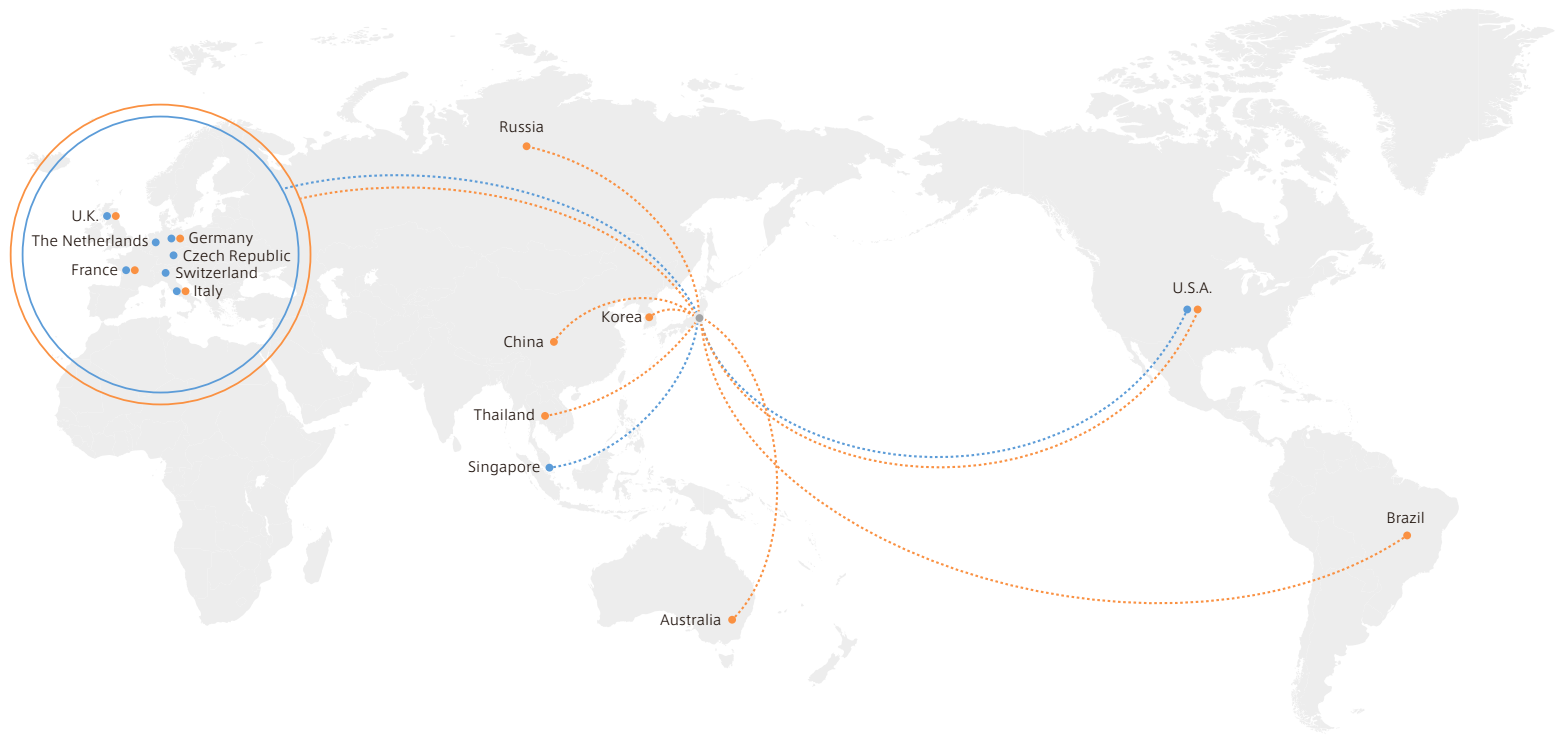 Russia
U.K.
The Netherlands
Germany
Czech Republic
France
Switzerland
Italy
U.S.A.
Korea
China
Thailand
Singapore
Brazil
Australia